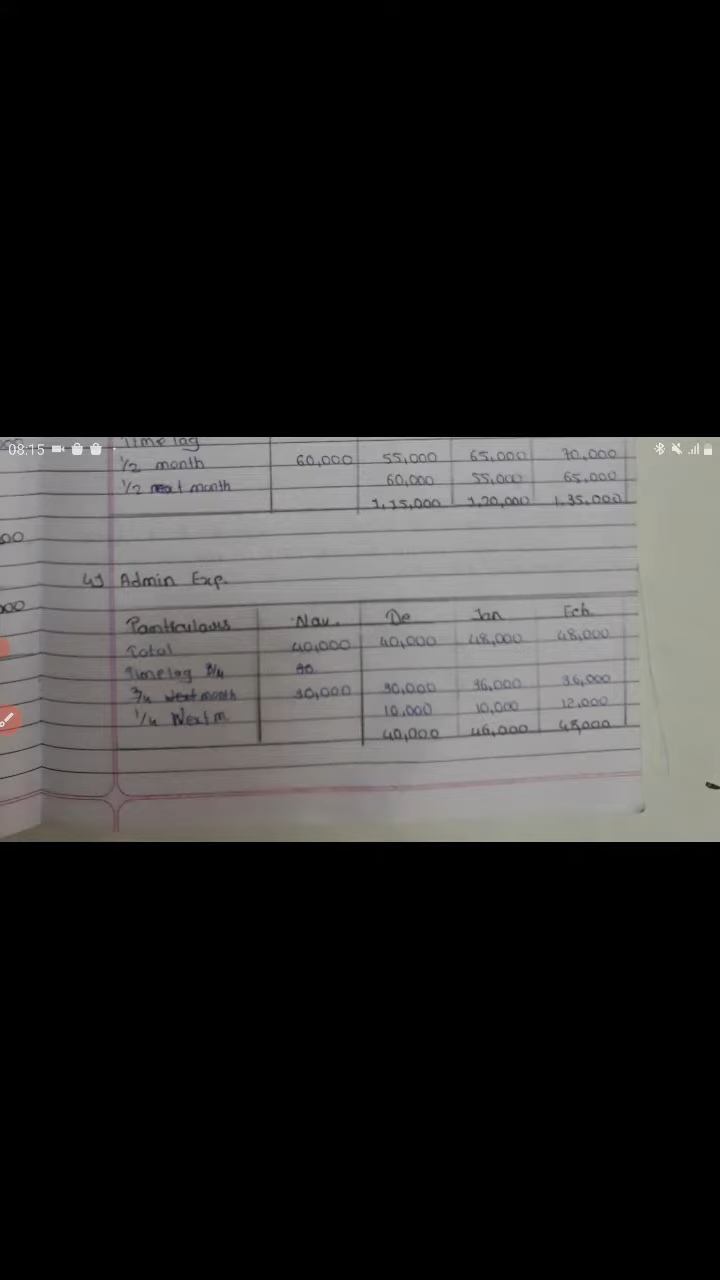 08:15
Time lag
1/2 month 60,000 55,000 65,000 70,000
1/2 next month 60,000 55,000 65,000
1,15,000 1,20,000 1,35,000
00
4) Admin Exp.
000
Particulars Nov. De Jan Feb
Total 40,000 40,000 48,000 48,000
Time lag 3/4 30
3/4 next month 30,000 30,000 36,000 36,000
1/4 Next m. 10,000 10,000 12,000
40,000 46,000 48,000